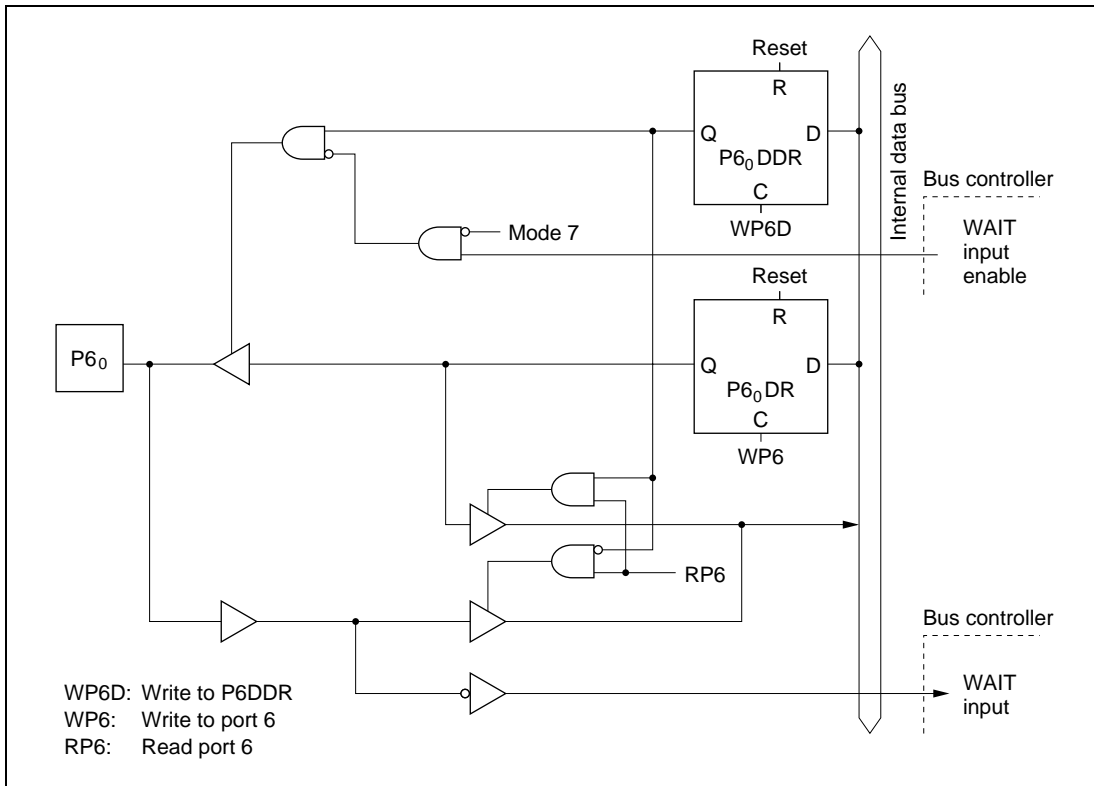 Reset
R
Q
D
P6₀DDR
C
WP6D
Internal data bus
Bus controller
WAIT
input
enable
Mode 7
Reset
R
P6₀
Q
D
P6₀DR
C
WP6
RP6
Bus controller
WAIT
input
WP6D: Write to P6DDR
WP6: Write to port 6
RP6: Read port 6